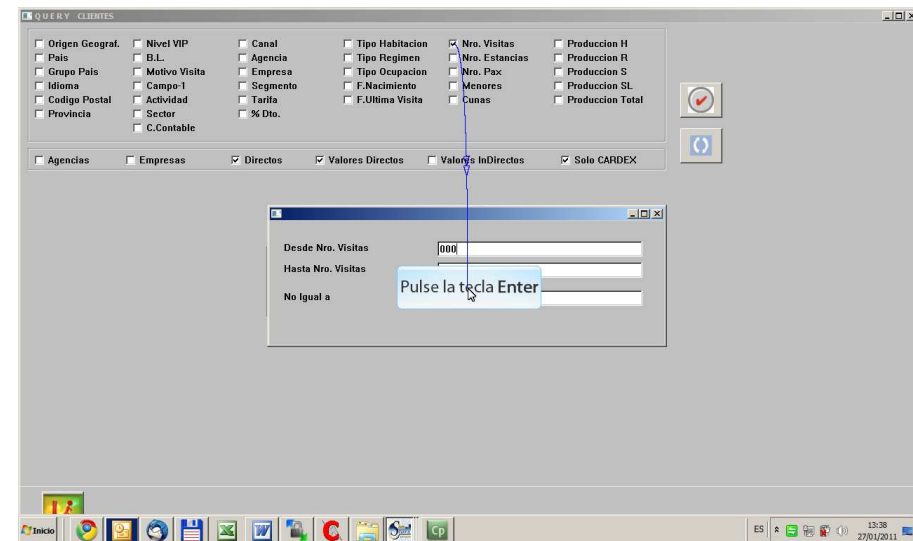 QUERY CLIENTES
Origen Geograf.
Pais
Grupo Pais
Idioma
Codigo Postal
Provincia
Nivel VIP
B.L.
Motivo Visita
Campo-1
Actividad
Sector
C.Contable
Canal
Agencia
Empresa
Segmento
Tarifa
% Dto.
Tipo Habitacion
Tipo Regimen
Tipo Ocupacion
F.Nacimiento
F.Ultima Visita
Nro. Visitas
Nro. Estancias
Nro. Pax
Menores
Cunas
Produccion H
Produccion R
Produccion S
Produccion SL
Produccion Total
Agencias Empresas Directos Valores Directos Valores InDirectos Solo CARDEX
Desde Nro. Visitas 000
Hasta Nro. Visitas
Pulse la tecla Enter
No Igual a
Inicio
Cp
ES
13:38
27/01/2011